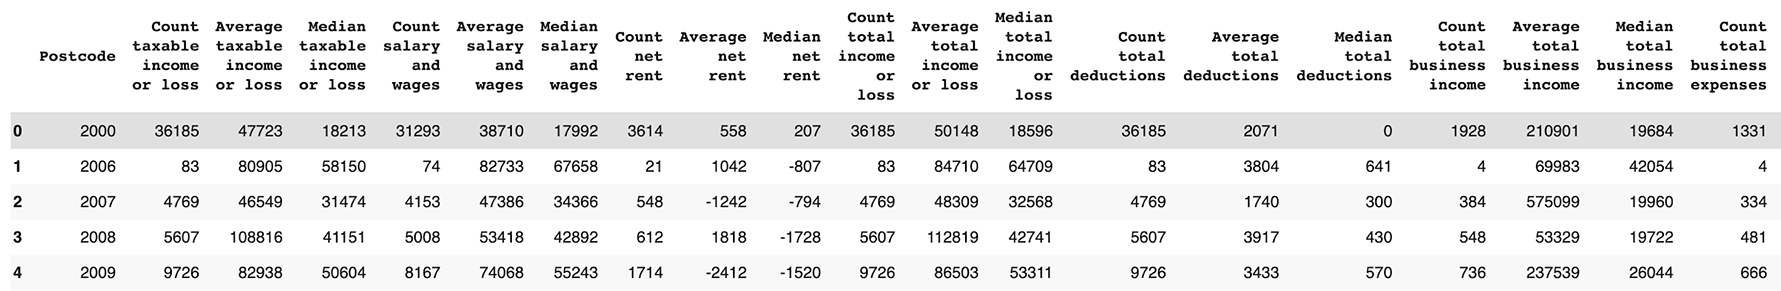 Postcode Count taxable income or loss Average taxable income or loss Median taxable income or loss Count salary and wages Average salary and wages Median salary and wages Count net rent Average net rent Median net rent Count total income or loss Average total income or loss Median total income or loss Count total deductions Average total deductions Median total deductions Count total business income Average total business income Median total business income Count total business expenses
0 2000 36185 47723 18213 31293 38710 17992 3614 558 207 36185 50148 18596 36185 2071 0 1928 210901 19684 1331
1 2006 83 80905 58150 74 82733 67658 21 1042 -807 83 84710 64709 83 3804 641 4 69983 42054 4
2 2007 4769 46549 31474 4153 47386 34366 548 -1242 -794 4769 48309 32568 4769 1740 300 384 575099 19960 334
3 2008 5607 108816 41151 5008 53418 42892 612 1818 -1728 5607 112819 42741 5607 3917 430 548 53329 19722 481
4 2009 9726 82938 50604 8167 74068 55243 1714 -2412 -1520 9726 86503 53311 9726 3433 570 736 237539 26044 666